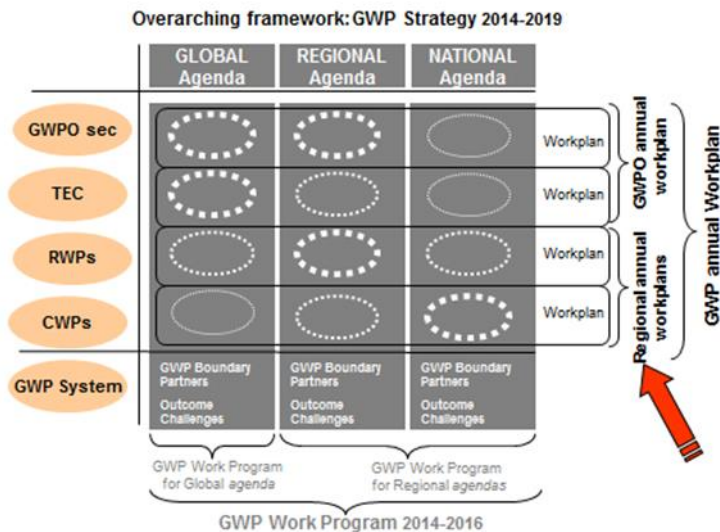 Overarching framework: GWP Strategy 2014-2019
GLOBAL
Agenda
REGIONAL
Agenda
NATIONAL
Agenda
GWPO sec
Workplan
TEC
Workplan
GWPO annual
workplan
RWPs
Workplan
CWPs
Workplan
Regional annual
workplans
GWP annual Workplan
GWP System
GWP Boundary
Partners
Outcome
Challenges
GWP Boundary
Partners
Outcome
Challenges
GWP Boundary
Partners
Outcome
Challenges
GWP Work Program
for Global agenda
GWP Work Program
for Regional agendas
GWP Work Program 2014-2016